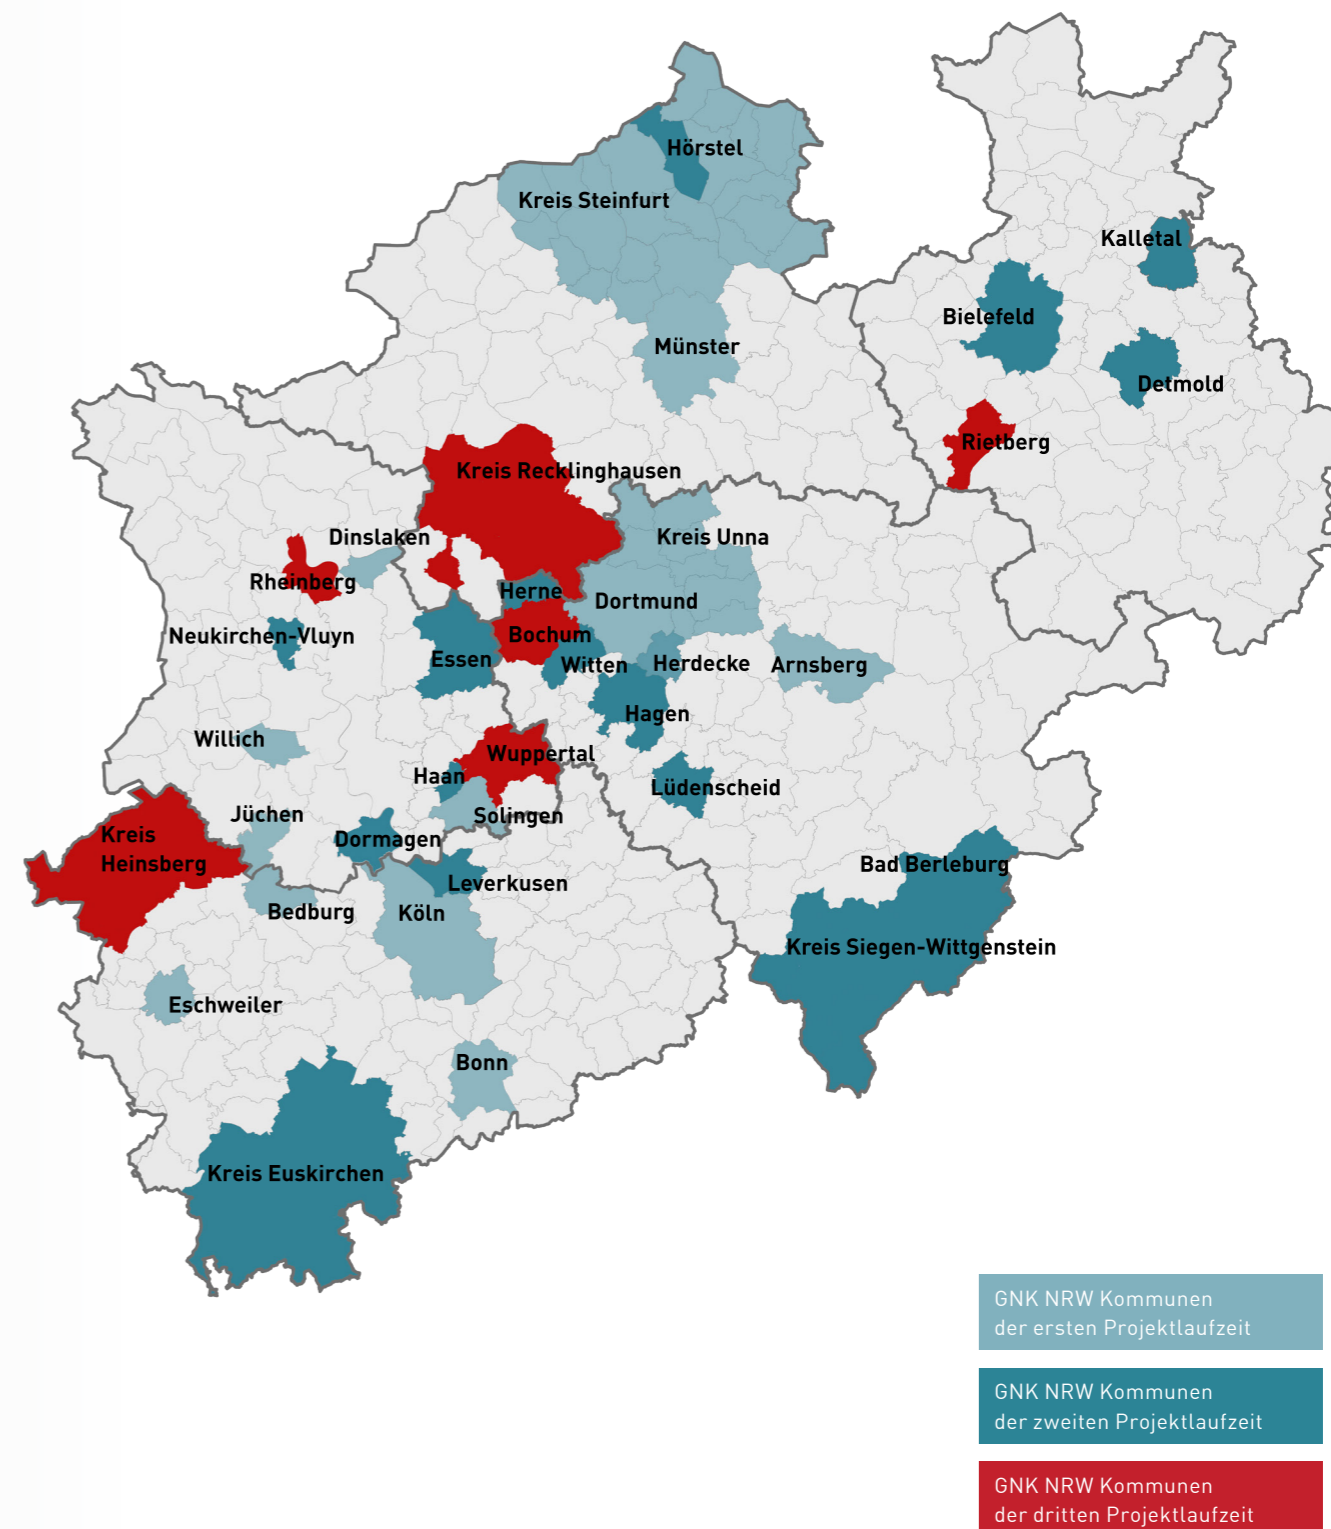 Hörstel
Kreis Steinfurt
Kalletal
Bielefeld
Münster
Detmold
Rietberg
Kreis Recklinghausen
Dinslaken
Kreis Unna
Rheinberg
Herne
Dortmund
Neukirchen-Vluyn
Bochum
Essen
Witten
Herdecke
Arnsberg
Hagen
Willich
Wuppertal
Haan
Lüdenscheid
Jüchen
Solingen
Kreis
Heinsberg
Dormagen
Bad Berleburg
Leverkusen
Bedburg
Köln
Kreis Siegen-Wittgenstein
Eschweiler
Bonn
Kreis Euskirchen
GNK NRW Kommunen
der ersten Projektlaufzeit
GNK NRW Kommunen
der zweiten Projektlaufzeit
GNK NRW Kommunen
der dritten Projektlaufzeit